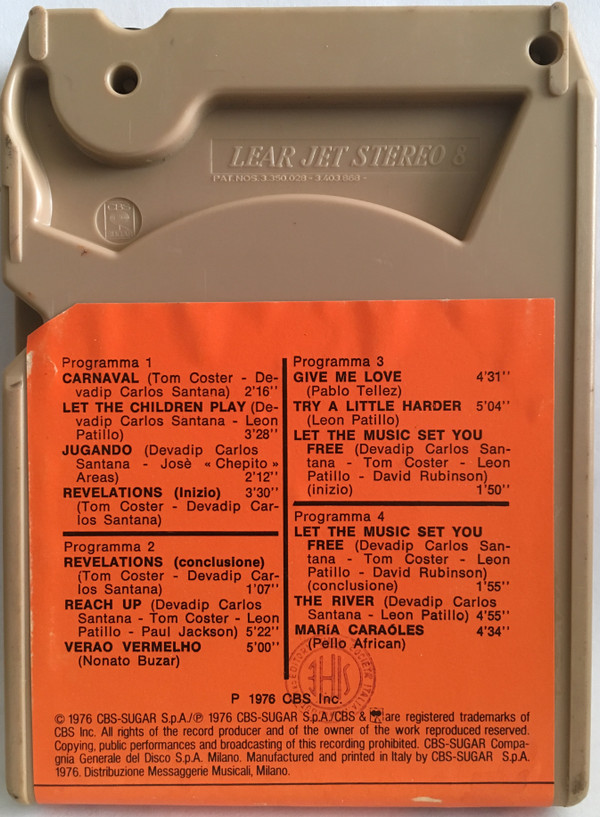 LEAR JET STEREO 8
PAT. NOS. 3.350.028 - 3.403.868 -
CBS
Programma 1
CARNAVAL (Tom Coster - De-
vadip Carlos Santana) 2'16''
LET THE CHILDREN PLAY (De-
vadip Carlos Santana - Leon
Patillo) 3'28''
JUGANDO (Devadip Carlos
Santana - Josè « Chepito »
Areas) 2'12''
REVELATIONS (Inizio) 3'30''
(Tom Coster - Devadip Car-
los Santana)
Programma 2
REVELATIONS (conclusione)
(Tom Coster - Devadip Car-
los Santana) 1'07''
REACH UP (Devadip Carlos
Santana - Tom Coster - Leon
Patillo - Paul Jackson) 5'22''
VERAO VERMELHO 5'00''
(Nonato Buzar)
Programma 3
GIVE ME LOVE 4'31''
(Pablo Tellez)
TRY A LITTLE HARDER 5'04''
(Leon Patillo)
LET THE MUSIC SET YOU
FREE (Devadip Carlos San-
tana - Tom Coster - Leon
Patillo - David Rubinson)
(inizio) 1'50''
Programma 4
LET THE MUSIC SET YOU
FREE (Devadip Carlos San-
tana - Tom Coster - Leon
Patillo - David Rubinson)
(conclusione) 1'55''
THE RIVER (Devadip Carlos
Santana - Leon Patillo) 4'55''
MARÍA CARAÓLES 4'34''
(Pello African)
P 1976 CBS Inc.
© 1976 CBS-SUGAR S.p.A./℗ 1976 CBS-SUGAR S.p.A./CBS & are registered trademarks of
CBS Inc. All rights of the record producer and of the owner of the work reproduced reserved.
Copying, public performances and broadcasting of this recording prohibited. CBS-SUGAR Compa-
gnia Generale del Disco S.p.A. Milano. Manufactured and printed in Italy by CBS-SUGAR S.p.A.
1976. Distribuzione Messaggerie Musicali, Milano.